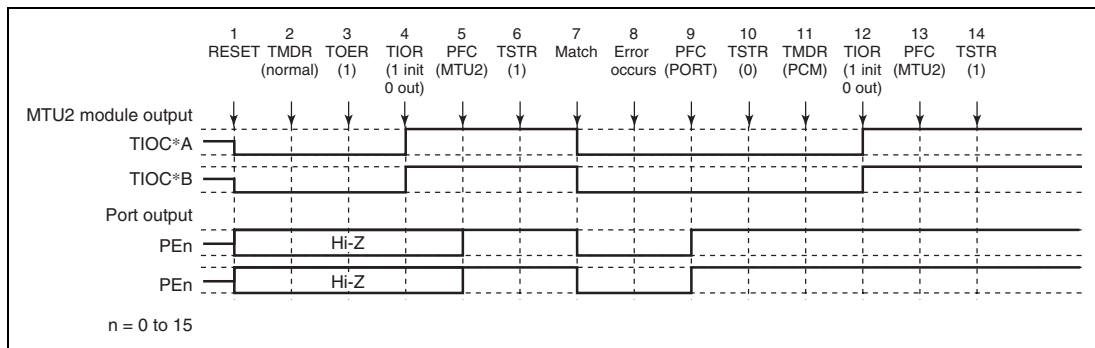 1 2 3 4 5 6 7 8 9 10 11 12 13 14
RESET TMDR TOER TIOR PFC TSTR Match Error PFC TSTR TMDR TIOR PFC TSTR
(normal) (1) (1 init (MTU2) (1) occurs (PORT) (0) (PCM) (1 init (MTU2) (1)
0 out) 0 out)
MTU2 module output
TIOC*A
TIOC*B
Port output
PEn Hi-Z
PEn Hi-Z
n = 0 to 15